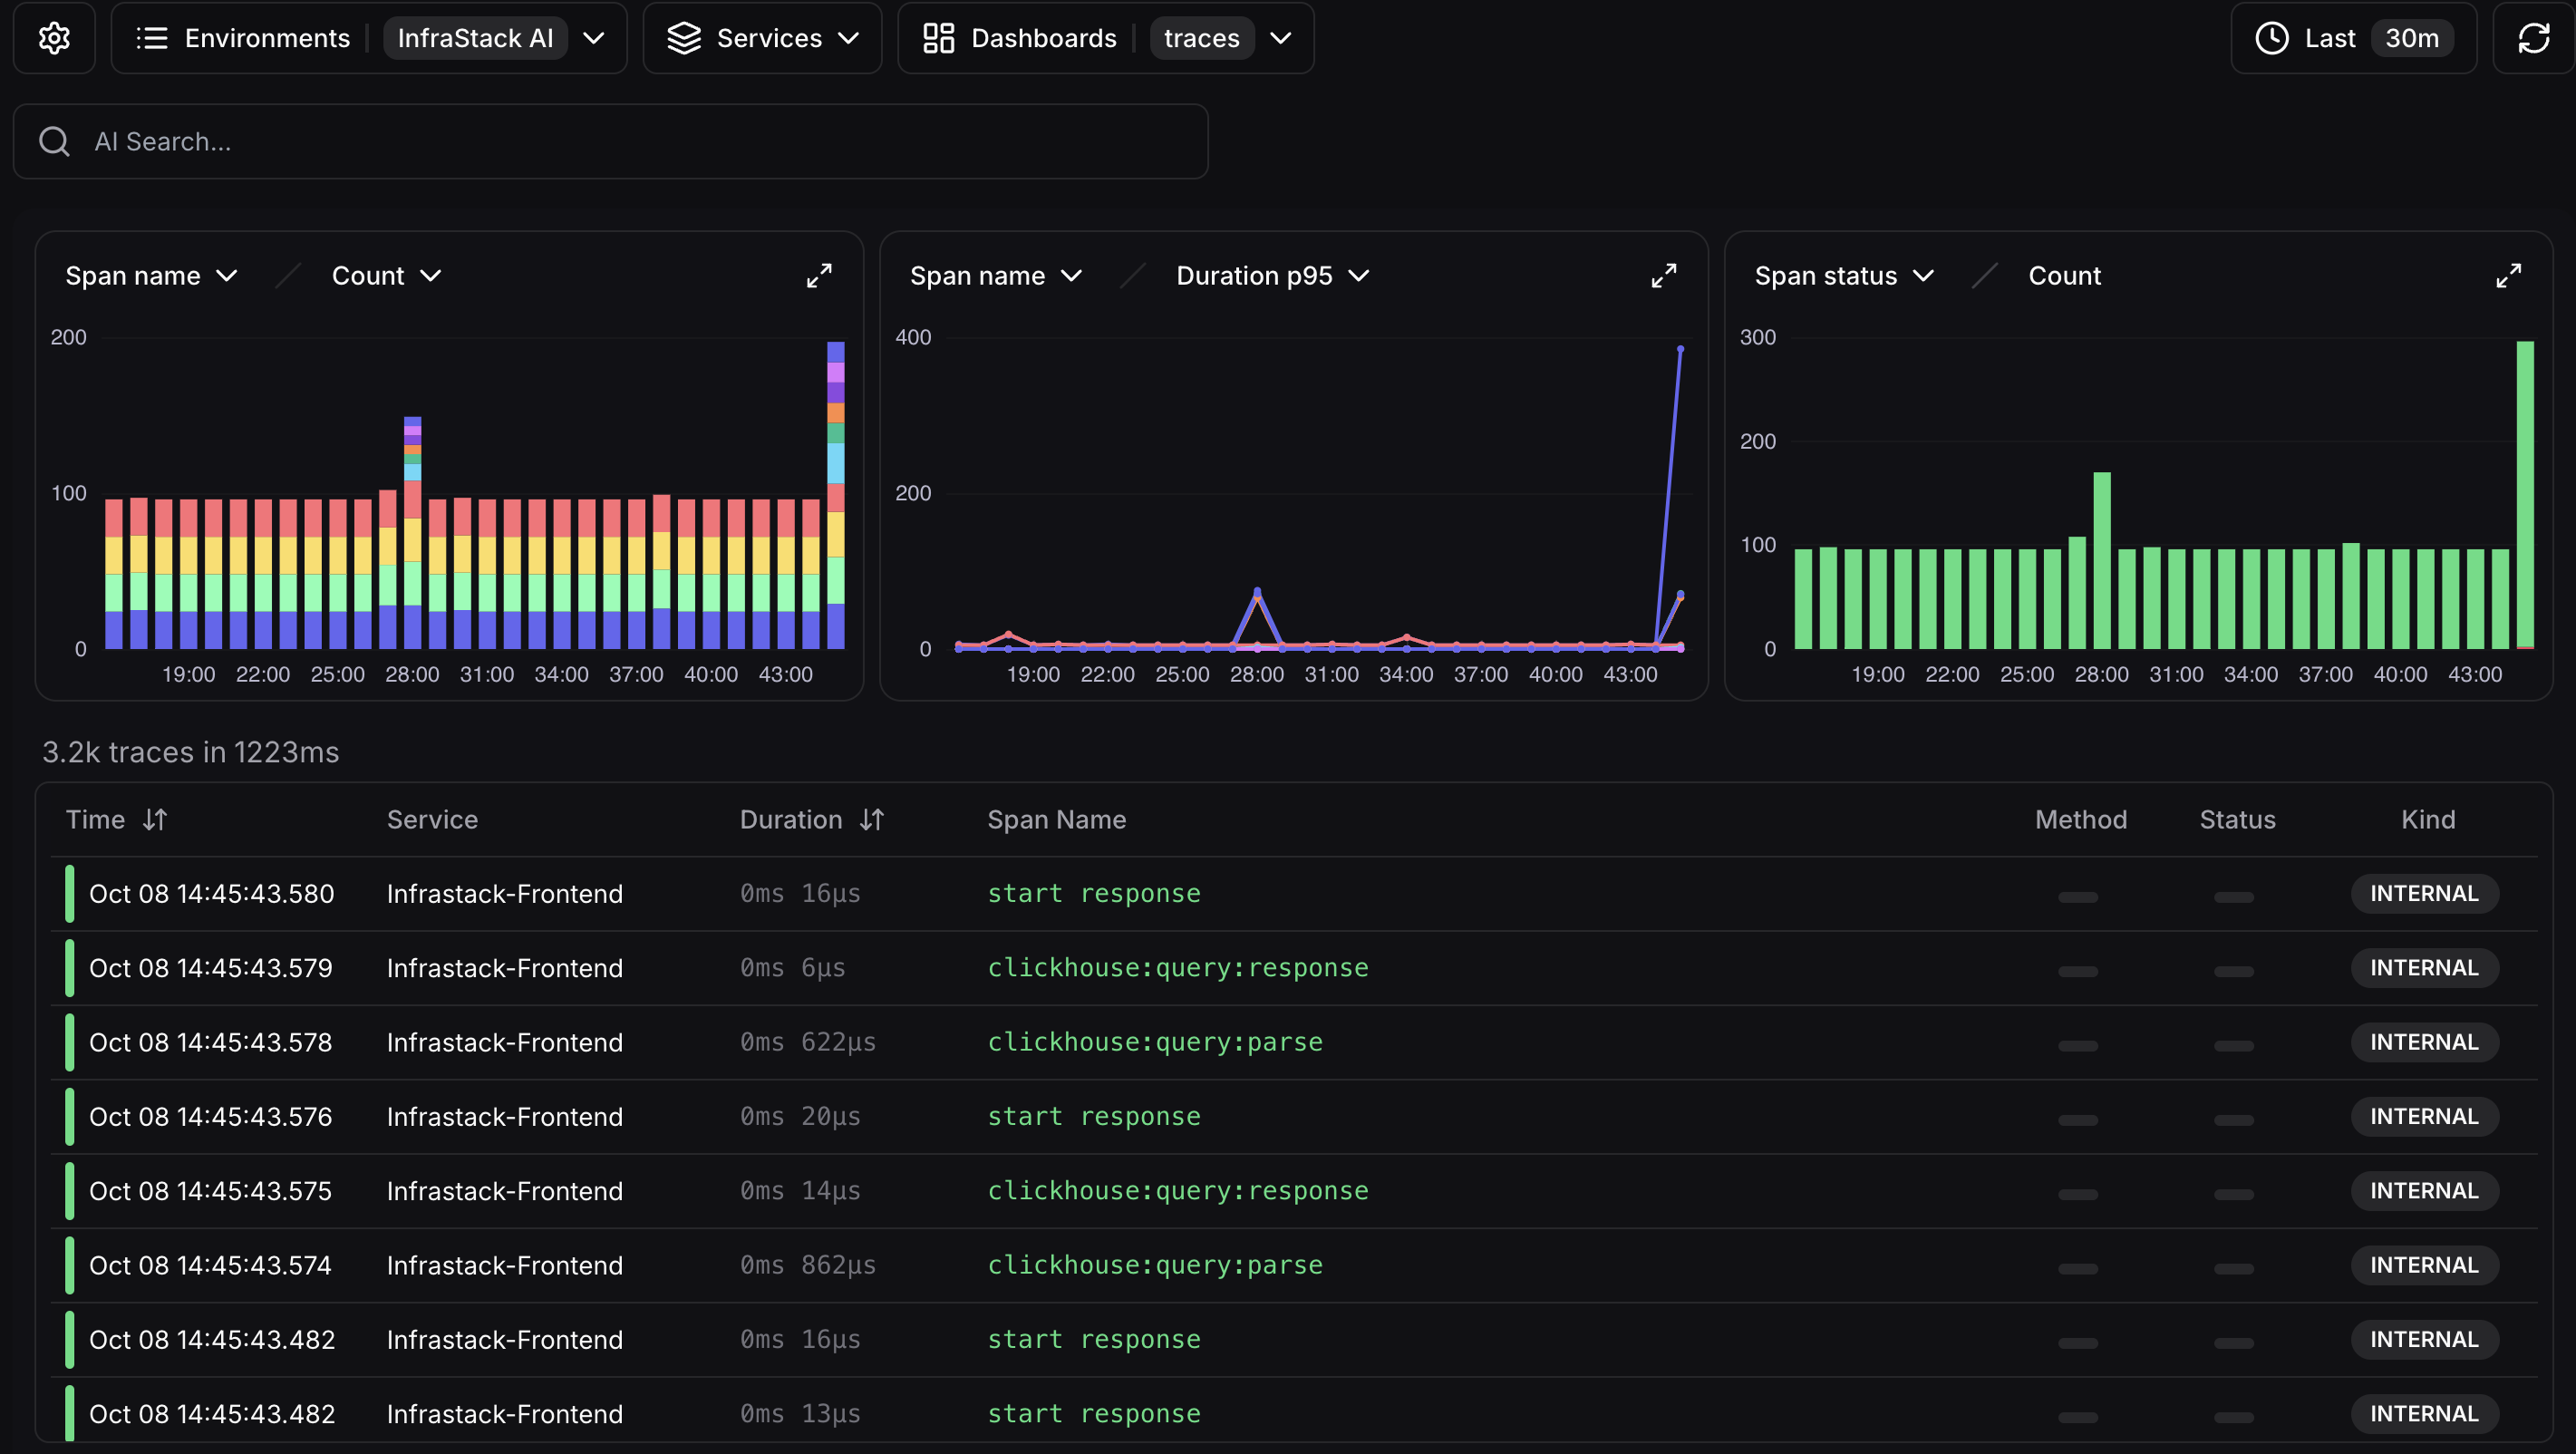 Environments InfraStack AI Services Dashboards traces Last 30m
AI Search...
Span name Count
200
100
0
19:00 22:00 25:00 28:00 31:00 34:00 37:00 40:00 43:00
Span name Duration p95
400
200
0
19:00 22:00 25:00 28:00 31:00 34:00 37:00 40:00 43:00
Span status Count
300
200
100
0
19:00 22:00 25:00 28:00 31:00 34:00 37:00 40:00 43:00
3.2k traces in 1223ms
Time Service Duration Span Name Method Status Kind
Oct 08 14:45:43.580 Infrastack-Frontend 0ms 16µs start response INTERNAL
Oct 08 14:45:43.579 Infrastack-Frontend 0ms 6µs clickhouse:query:response INTERNAL
Oct 08 14:45:43.578 Infrastack-Frontend 0ms 622µs clickhouse:query:parse INTERNAL
Oct 08 14:45:43.576 Infrastack-Frontend 0ms 20µs start response INTERNAL
Oct 08 14:45:43.575 Infrastack-Frontend 0ms 14µs clickhouse:query:response INTERNAL
Oct 08 14:45:43.574 Infrastack-Frontend 0ms 862µs clickhouse:query:parse INTERNAL
Oct 08 14:45:43.482 Infrastack-Frontend 0ms 16µs start response INTERNAL
Oct 08 14:45:43.482 Infrastack-Frontend 0ms 13µs start response INTERNAL